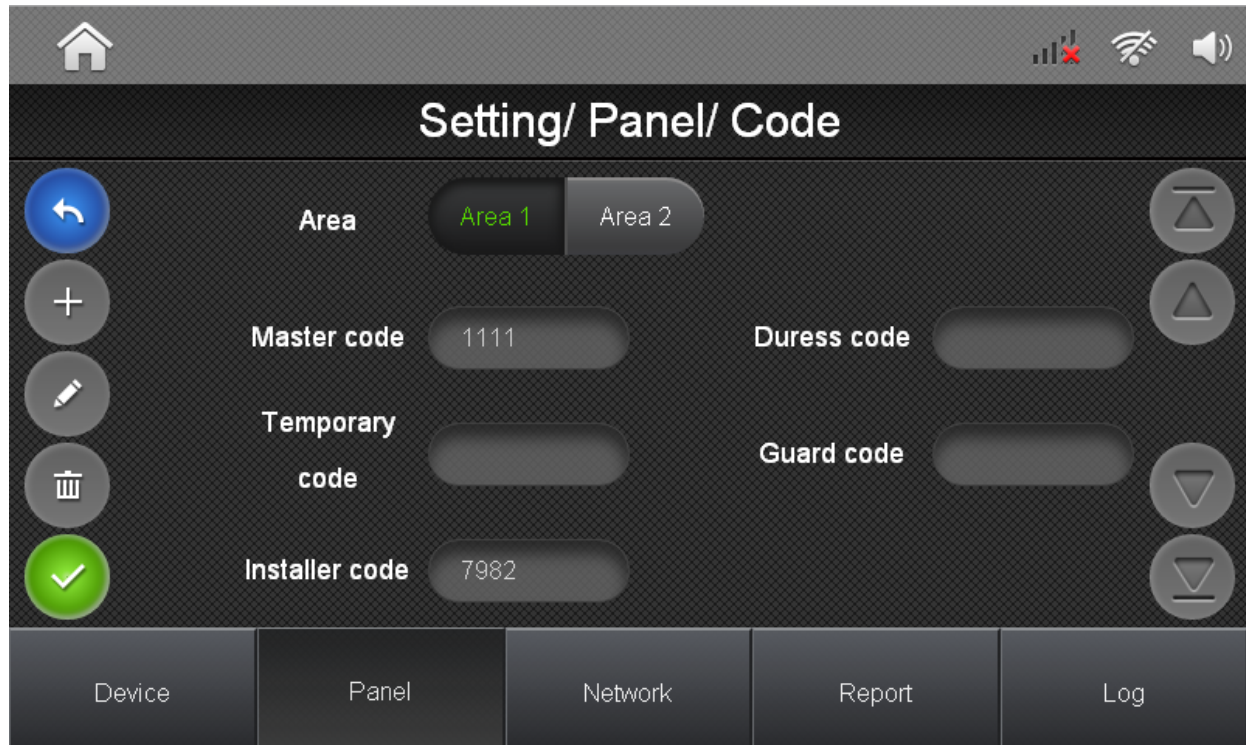 Setting/ Panel/ Code
Area
Area 1
Area 2
Master code
1111
Duress code
Temporary
code
Guard code
Installer code
7982
Device
Panel
Network
Report
Log